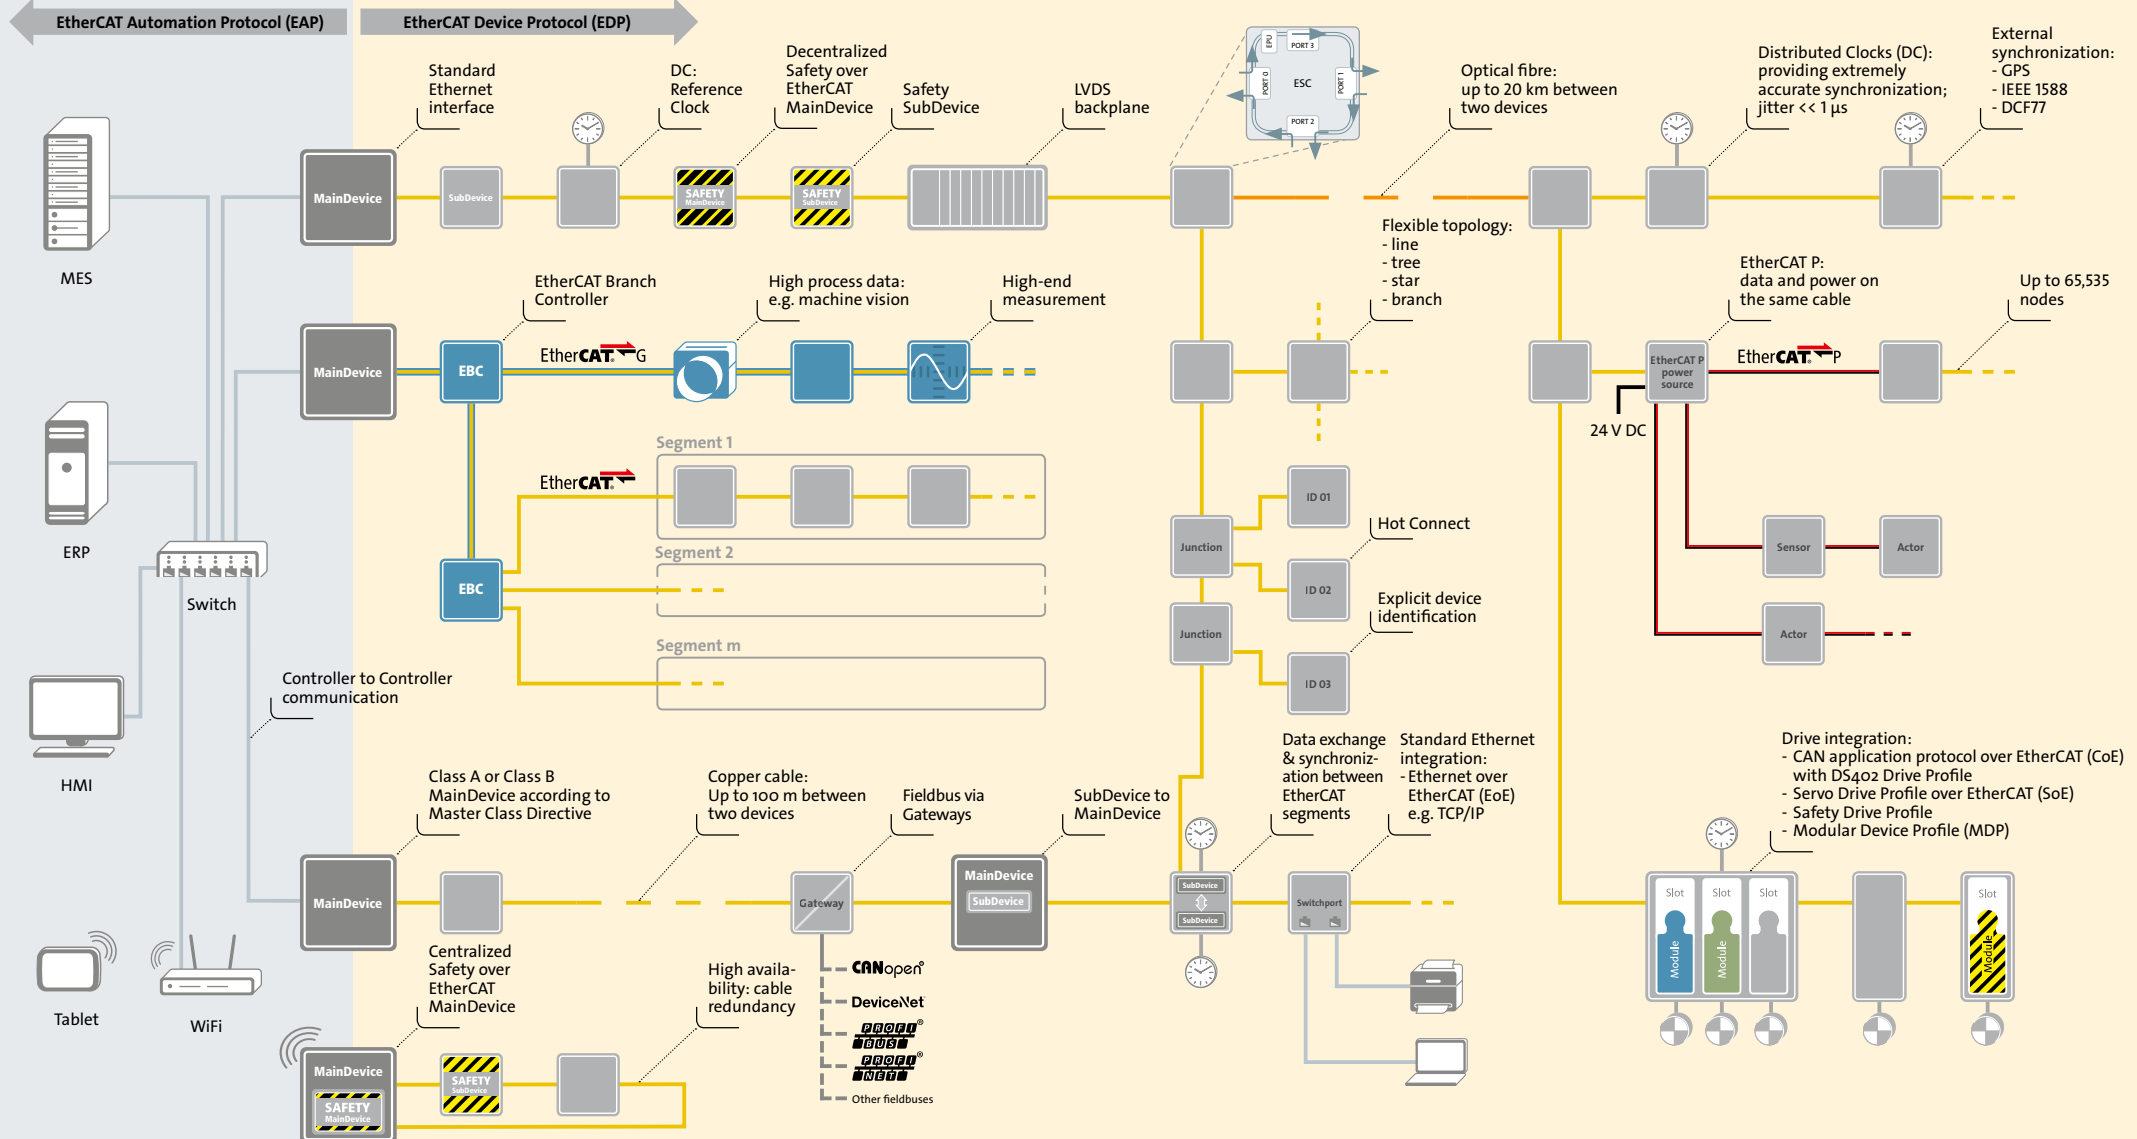 EtherCAT Automation Protocol (EAP)
EtherCAT Device Protocol (EDP)
Standard
Ethernet
interface
DC:
Reference
Clock
Decentralized
Safety over
EtherCAT
MainDevice
Safety
SubDevice
LVDS
backplane
EPU
PORT 3
PORT 0
ESC
PORT 1
PORT 2
Optical fibre:
up to 20 km between
two devices
Distributed Clocks (DC):
providing extremely
accurate synchronization;
jitter << 1 µs
External
synchronization:
- GPS
- IEEE 1588
- DCF77
MainDevice
SubDevice
SAFETY
MainDevice
SAFETY
SubDevice
MES
EtherCAT Branch
Controller
High process data:
e.g. machine vision
High-end
measurement
Flexible topology:
- line
- tree
- star
- branch
EtherCAT P:
data and power on
the same cable
Up to 65,535
nodes
MainDevice
EBC
EtherCAT® G
EtherCAT P
power
source
EtherCAT® P
24 V DC
Segment 1
EtherCAT®
ERP
Segment 2
EBC
Segment m
Switch
Junction
ID 01
Hot Connect
ID 02
Junction
Explicit device
identification
ID 03
Sensor
Actor
Actor
Controller to Controller
communication
HMI
Class A or Class B
MainDevice according to
Master Class Directive
Copper cable:
Up to 100 m between
two devices
Fieldbus via
Gateways
SubDevice to
MainDevice
Data exchange
& synchroniz-
ation between
EtherCAT
segments
Standard Ethernet
integration:
- Ethernet over
EtherCAT (EoE)
e.g. TCP/IP
Drive integration:
- CAN application protocol over EtherCAT (CoE)
with DS402 Drive Profile
- Servo Drive Profile over EtherCAT (SoE)
- Safety Drive Profile
- Modular Device Profile (MDP)
MainDevice
Gateway
MainDevice
SubDevice
SubDevice
SubDevice
Switchport
Slot
Slot
Slot
Slot
Module
Module
Module
Tablet
WiFi
Centralized
Safety over
EtherCAT
MainDevice
High availa-
bility: cable
redundancy
CANopen®
DeviceNet
PROFI
BUS®
PROFI
NET®
Other fieldbuses
MainDevice
SAFETY
MainDevice
SAFETY
SubDevice